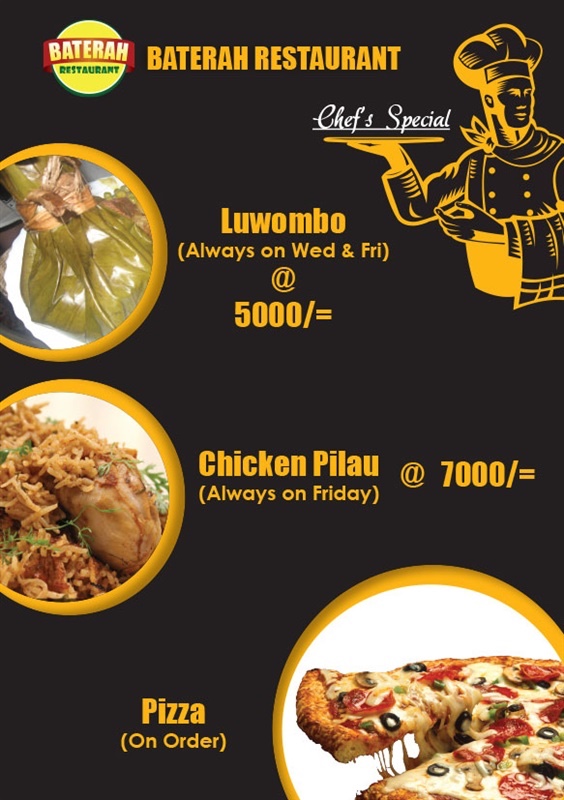 BATERAH
RESTAURANT
BATERAH RESTAURANT
Chef's Special
Luwombo
(Always on Wed & Fri)
@
5000/=
Chicken Pilau @ 7000/=
(Always on Friday)
Pizza
(On Order)